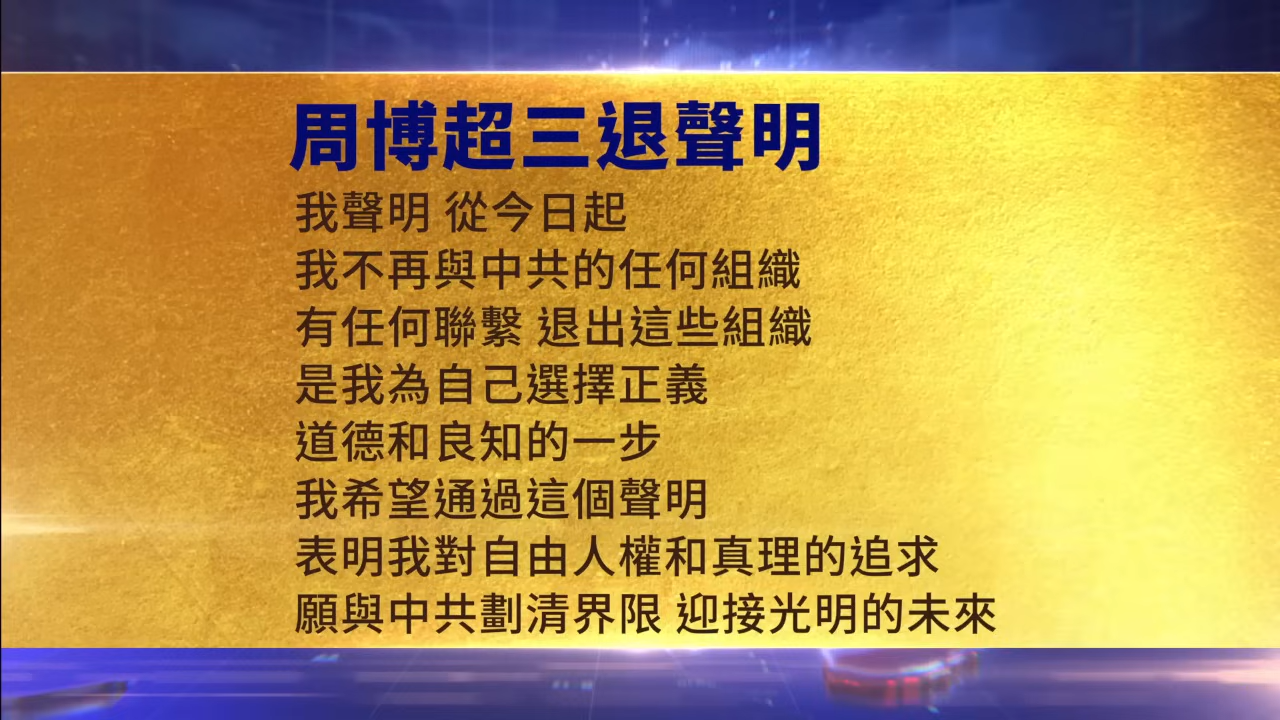 周博超三退聲明
我聲明 從今日起
我不再與中共的任何組織
有任何聯繫 退出這些組織
是我為自己選擇正義
道德和良知的一步
我希望通過這個聲明
表明我對自由人權和真理的追求
願與中共劃清界限 迎接光明的未來